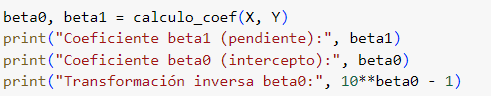 beta0, beta1 = calculo_coef(X, Y)
print("Coeficiente beta1 (pendiente):", beta1)
print("Coeficiente beta0 (intercepto):", beta0)
print("Transformación inversa beta0:", 10**beta0 - 1)